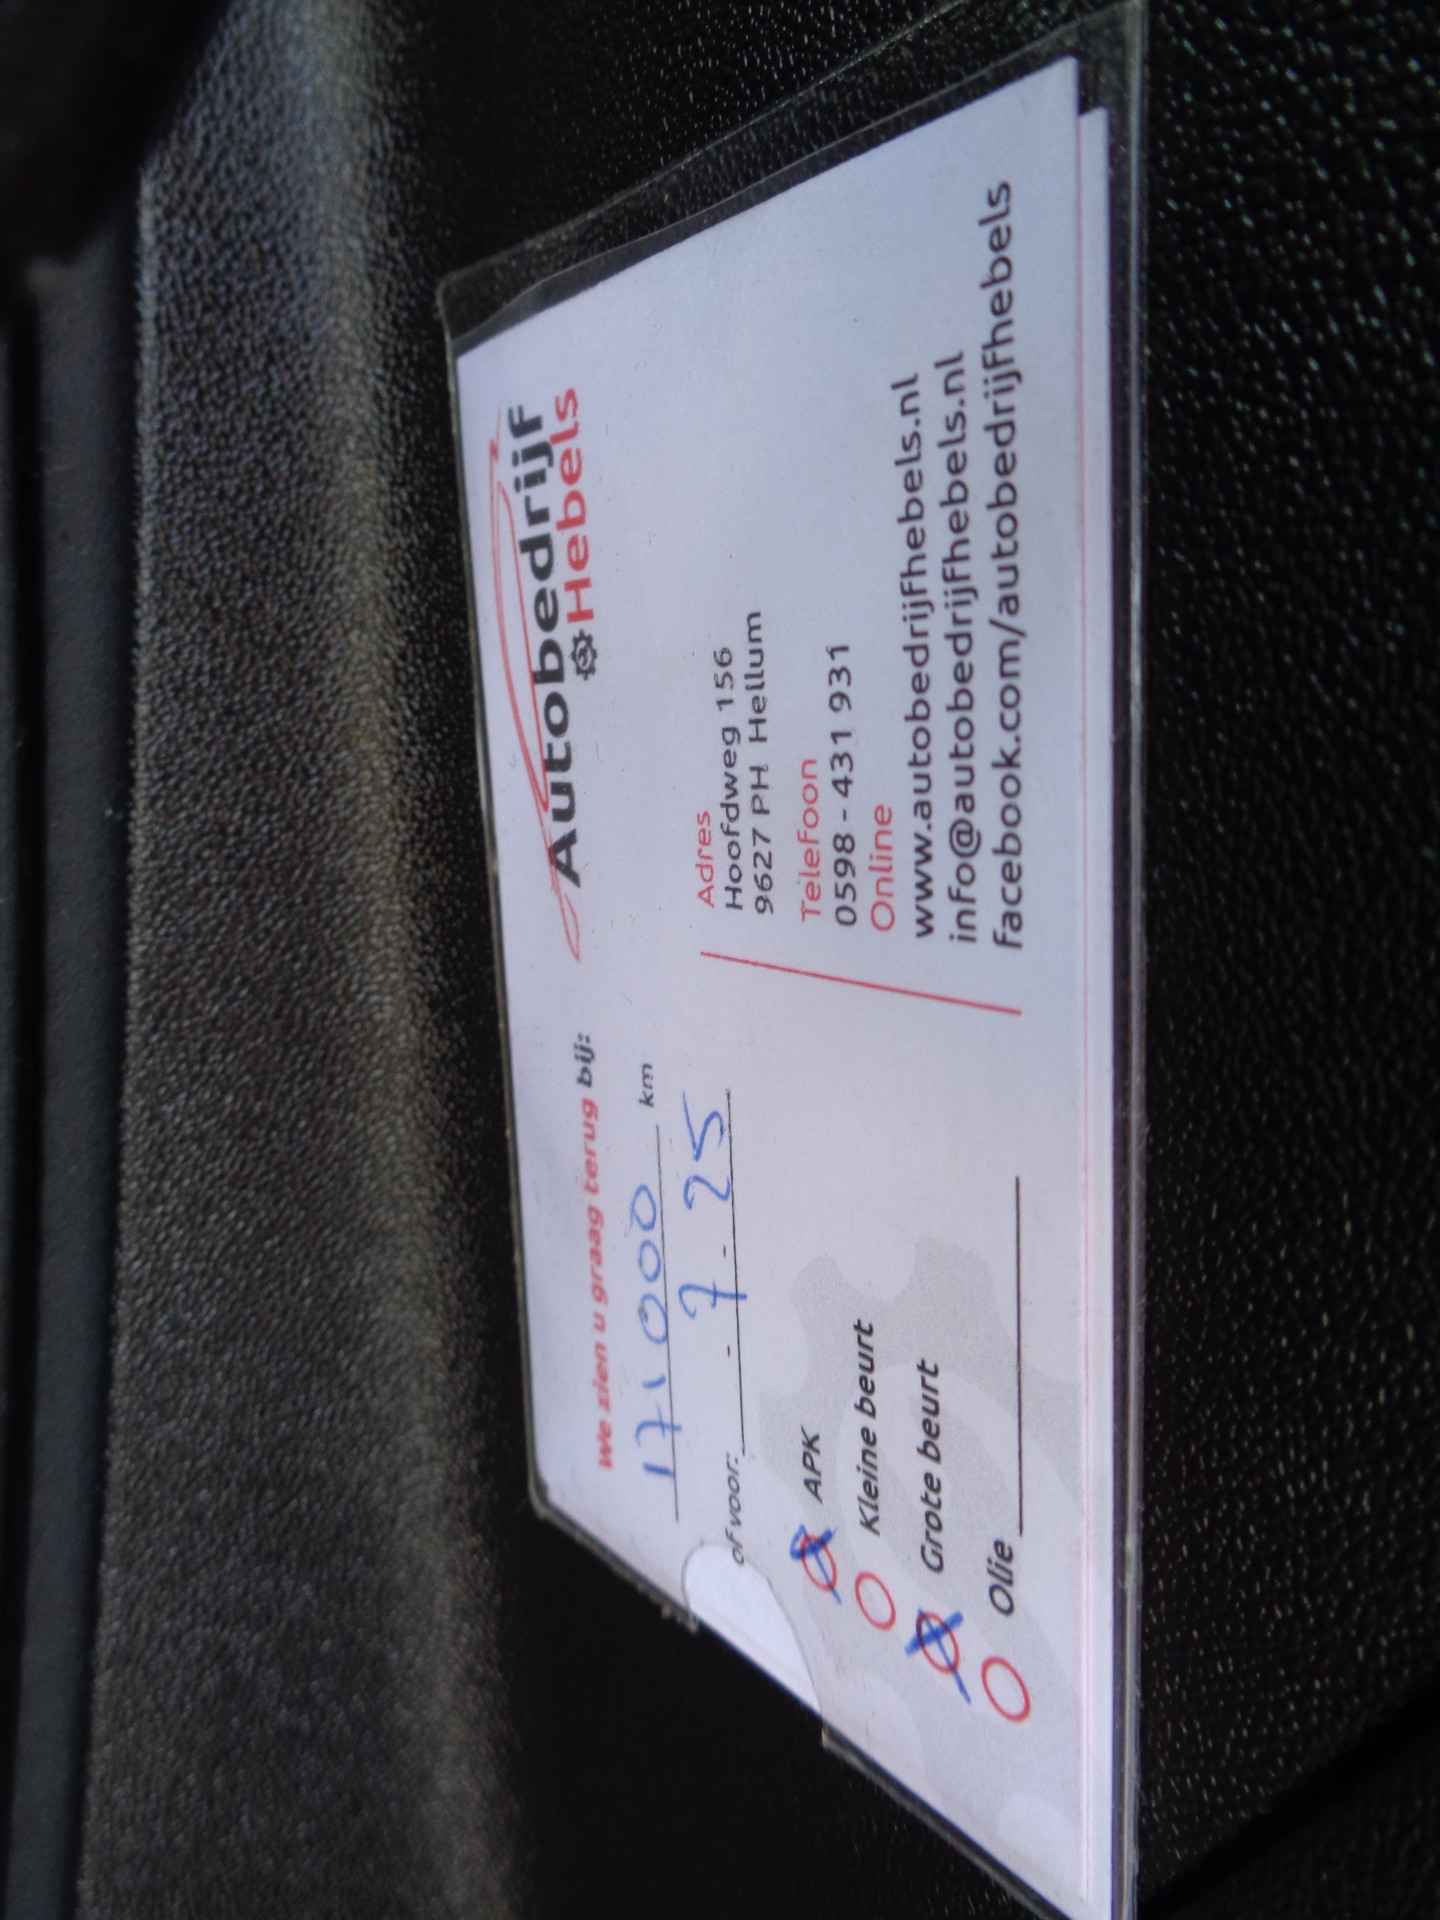 Autobedrijf
Hebels
We zien u graag terug bij:
171000 km
of voor: - 7 - 25
APK
Kleine beurt
Grote beurt
Olie
Adres
Hoofdweg 156
9627 PH Hellum
Telefoon
0598 - 431 931
Online
www.autobedrijfhebels.nl
info@autobedrijfhebels.nl
facebook.com/autobedrijfhebels